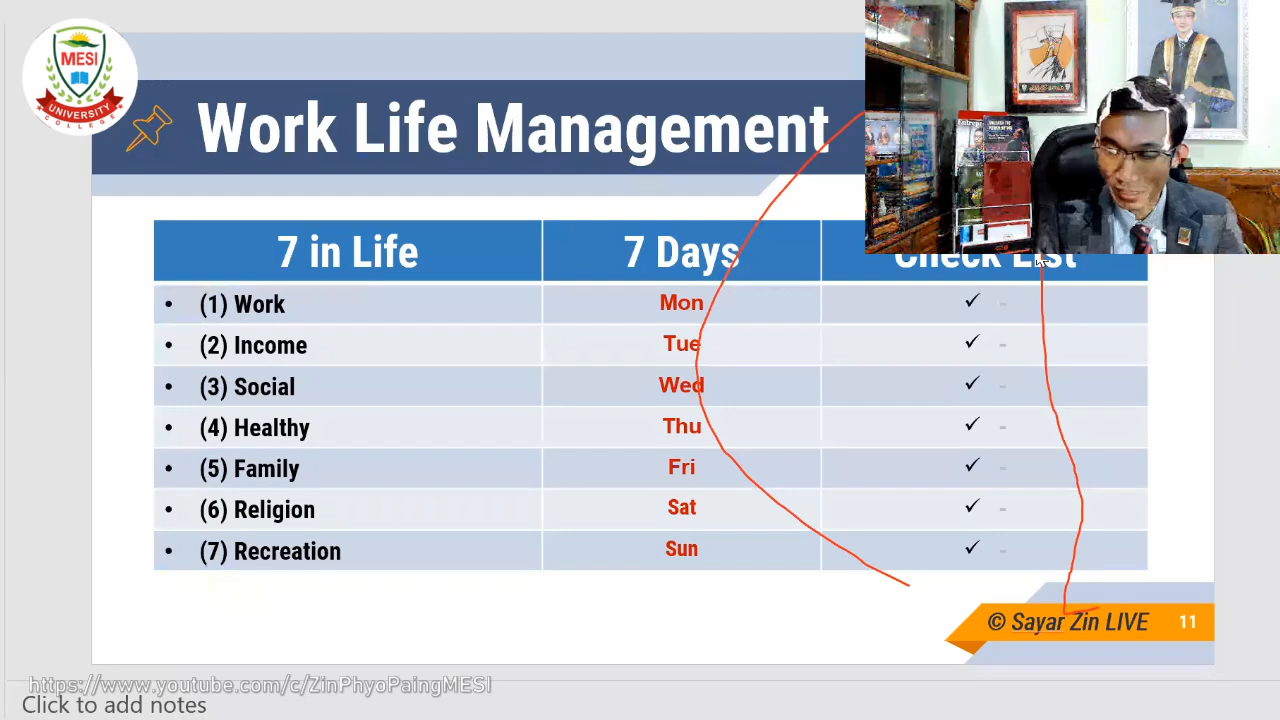 MESI
UNIVERSITY
COLLEGE
Work Life Management
7 in Life 7 Days Check List
• (1) Work Mon ✓ -
• (2) Income Tue ✓ -
• (3) Social Wed ✓ -
• (4) Healthy Thu ✓ -
• (5) Family Fri ✓ -
• (6) Religion Sat ✓ -
• (7) Recreation Sun ✓ -
© Sayar Zin LIVE 11
https://www.youtube.com/c/ZinPhyoPaingMESI
Click to add notes